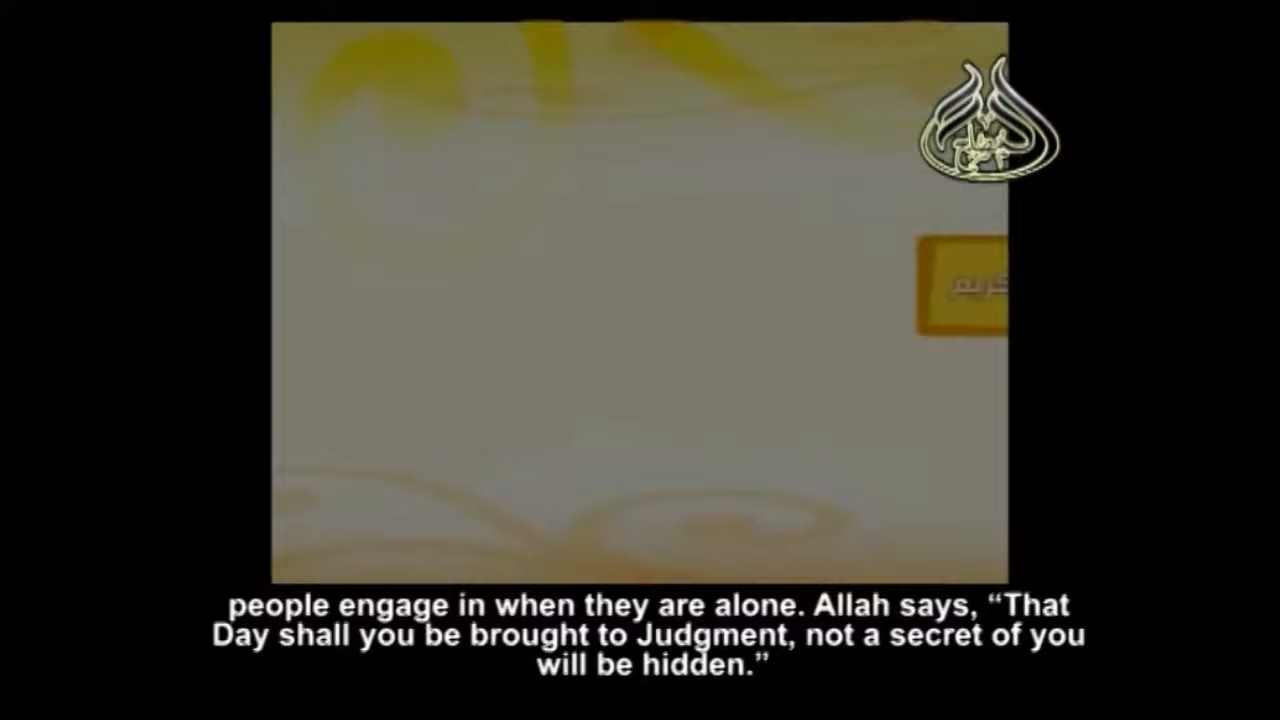 كريم
people engage in when they are alone. Allah says, “That
Day shall you be brought to Judgment, not a secret of you
will be hidden.”